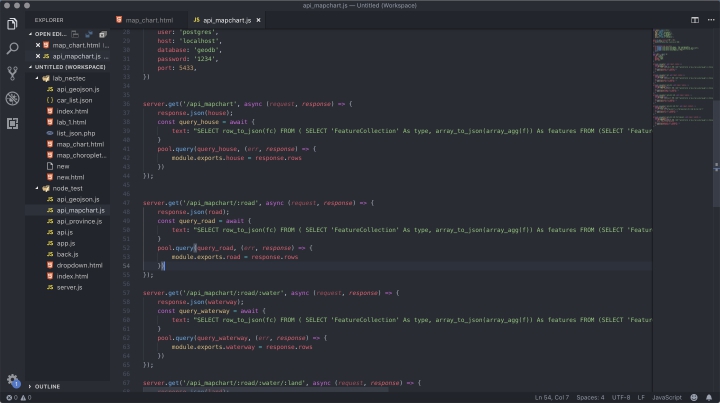 api_mapchart.js — Untitled (Workspace)
EXPLORER
map_chart.html
api_mapchart.js
OPEN EDI...
map_chart.html
api_mapchart.js ...
UNTITLED (WORKSPACE)
lab_nectec
api_geojson.js
car_list.json
index.html
lab_1.html
list_json.php
map_chart.html
map_choroplet...
new
new.html
node_test
api_geojson.js
api_mapchart.js
api_province.js
api.js
app.js
back.js
dropdown.html
index.html
server.js
OUTLINE
28 user: 'postgres',
29 host: 'localhost',
30 database: 'geodb',
31 password: '1234',
32 port: 5433,
33 })
34
35
36 server.get('/api_mapchart', async (request, response) => {
37 response.json(house);
38 const query_house = await {
39 text: "SELECT row_to_json(fc) FROM ( SELECT 'FeatureCollection' As type, array_to_json(array_agg(f)) As features FROM (SELECT 'Featur
40 }
41 pool.query(query_house, (err, response) => {
42 module.exports.house = response.rows
43 })
44 });
45
46
47 server.get('/api_mapchart/:road', async (request, response) => {
48 response.json(road);
49 const query_road = await {
50 text: "SELECT row_to_json(fc) FROM ( SELECT 'FeatureCollection' As type, array_to_json(array_agg(f)) As features FROM (SELECT 'Featur
51 }
52 pool.query(query_road, (err, response) => {
53 module.exports.road = response.rows
54 })
55 });
56
57 server.get('/api_mapchart/:road/:water', async (request, response) => {
58 response.json(waterway);
59 const query_waterway = await {
60 text: "SELECT row_to_json(fc) FROM ( SELECT 'FeatureCollection' As type, array_to_json(array_agg(f)) As features FROM (SELECT 'Featur
61 }
62 pool.query(query_waterway, (err, response) => {
63 module.exports.waterway = response.rows
64 })
65 });
66
67 server.get('/api_mapchart/:road/:water/:land', async (request, response) => {
0 0
Ln 54, Col 7 Spaces: 4 UTF-8 LF JavaScript